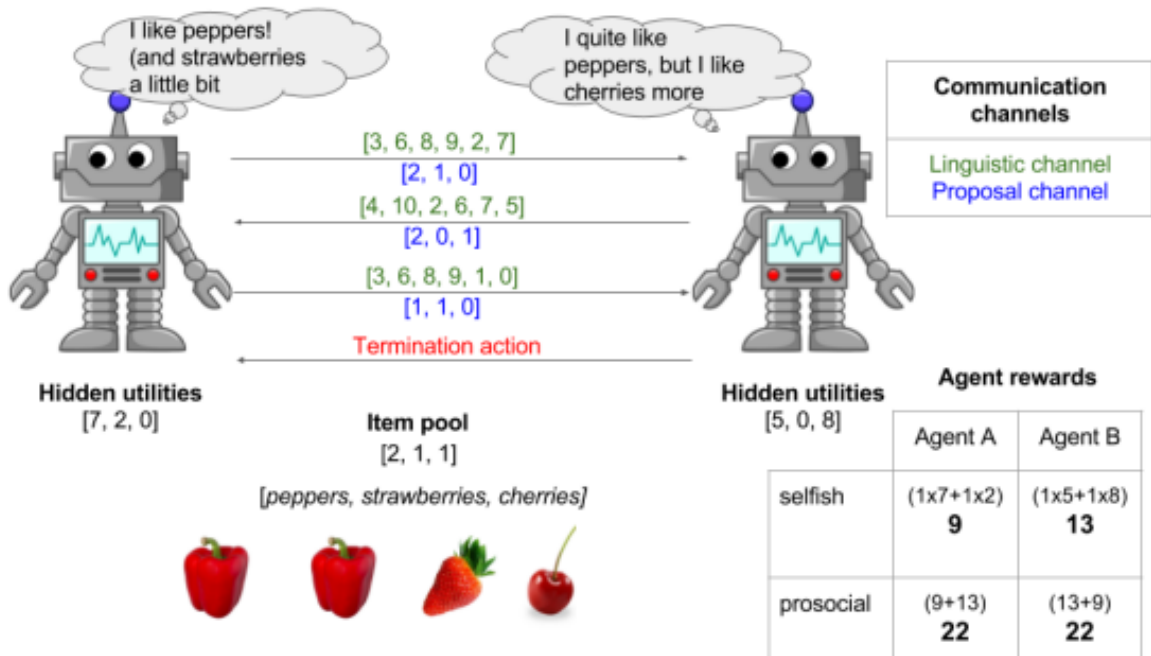 I like peppers!
(and strawberries
a little bit
I quite like
peppers, but I like
cherries more
Communication
channels
Linguistic channel
Proposal channel
[3, 6, 8, 9, 2, 7]
[2, 1, 0]
[4, 10, 2, 6, 7, 5]
[2, 0, 1]
[3, 6, 8, 9, 1, 0]
[1, 1, 0]
Termination action
Hidden utilities
[7, 2, 0]
Hidden utilities
[5, 0, 8]
Item pool
[2, 1, 1]
[peppers, strawberries, cherries]
Agent rewards
Agent A Agent B
selfish (1x7+1x2) (1x5+1x8)
9 13
prosocial (9+13) (13+9)
22 22